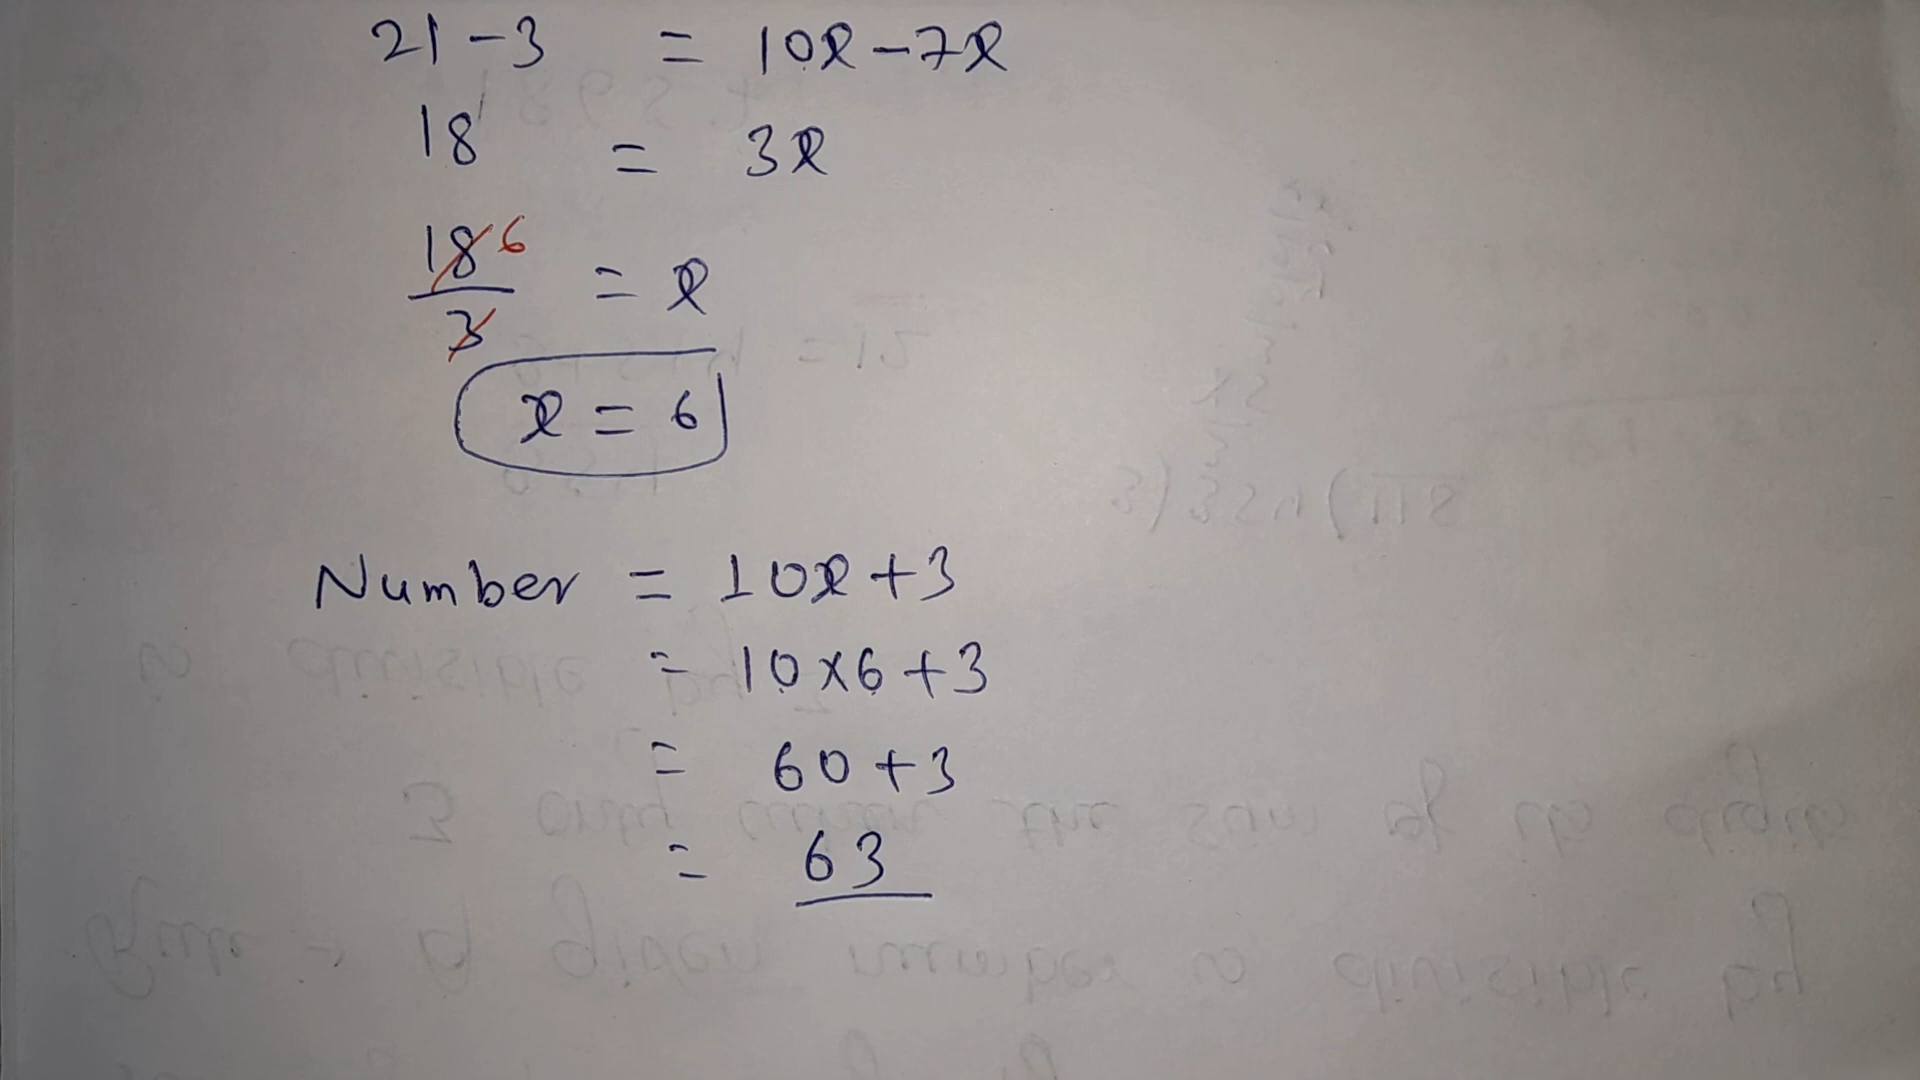 21 - 3 = 10x - 7x
18 = 3x
18 6
/3 = x
x = 6
Number = 10x + 3
= 10 x 6 + 3
= 60 + 3
= 63